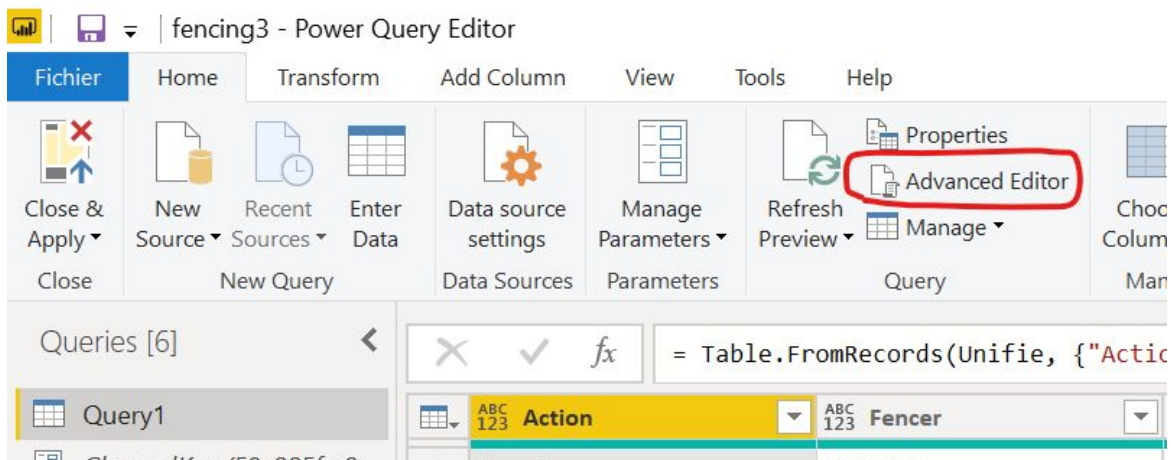 fencing3 - Power Query Editor
Fichier Home Transform Add Column View Tools Help
Close & Apply
New Source
Recent Sources
Enter Data
Data source settings
Manage Parameters
Refresh Preview
Properties
Advanced Editor
Manage
Close New Query Data Sources Parameters Query
Queries [6]
fx = Table.FromRecords(Unifie, {"Actio
Query1
ABC 123 Action
ABC 123 Fencer